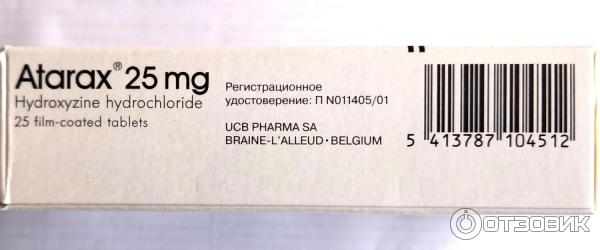 Atarax® 25 mg
Hydroxyzine hydrochloride
25 film-coated tablets
Регистрационное
удостоверение: П N011405/01
UCB PHARMA SA
BRAINE-L'ALLEUD • BELGIUM
5 413787 104512
ОТЗОВИК